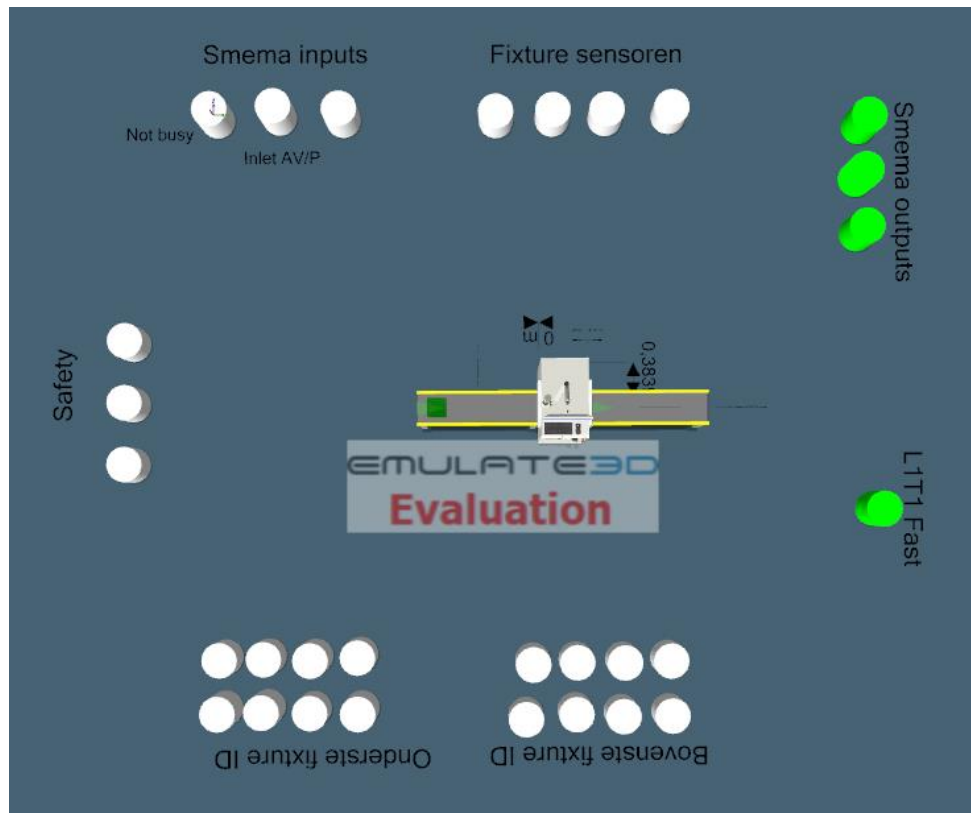 Smema inputs
Fixture sensoren
Not busy
Inlet AV/P
Smema outputs
Safety
m
0
0,383
EMULATE3D
Evaluation
L1T1 Fast
Onderste fixture ID
Bovenste fixture ID